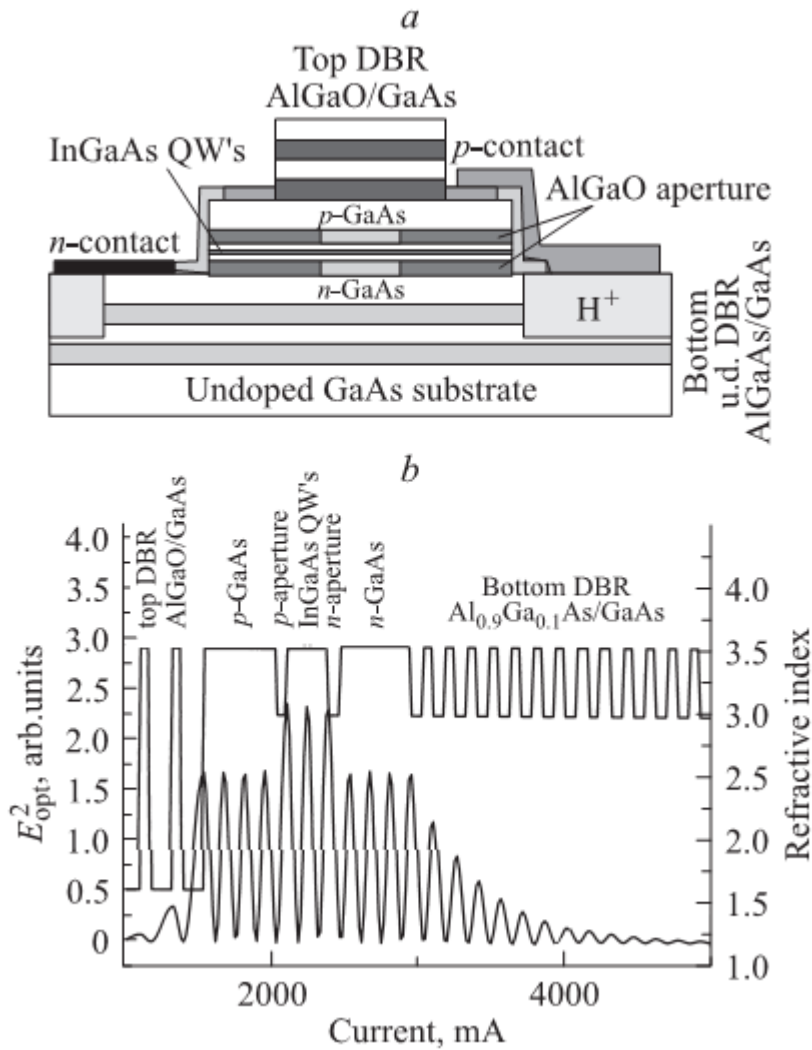 a
Top DBR
AlGaO/GaAs
InGaAs QW's
p-contact
AlGaO aperture
p-GaAs
n-contact
n-GaAs
H+
Bottom
u.d. DBR
AlGaAs/GaAs
Undoped GaAs substrate
b
top DBR
AlGaO/GaAs
p-GaAs
p-aperture
InGaAs QW's
n-aperture
n-GaAs
Bottom DBR
Al0.9Ga0.1As/GaAs
4.0
3.5
3.0
2.5
2.0
1.5
1.0
0.5
0
E²opt, arb.units
4.0
3.5
3.0
2.5
2.0
1.5
1.0
Refractive index
2000
4000
Current, mA